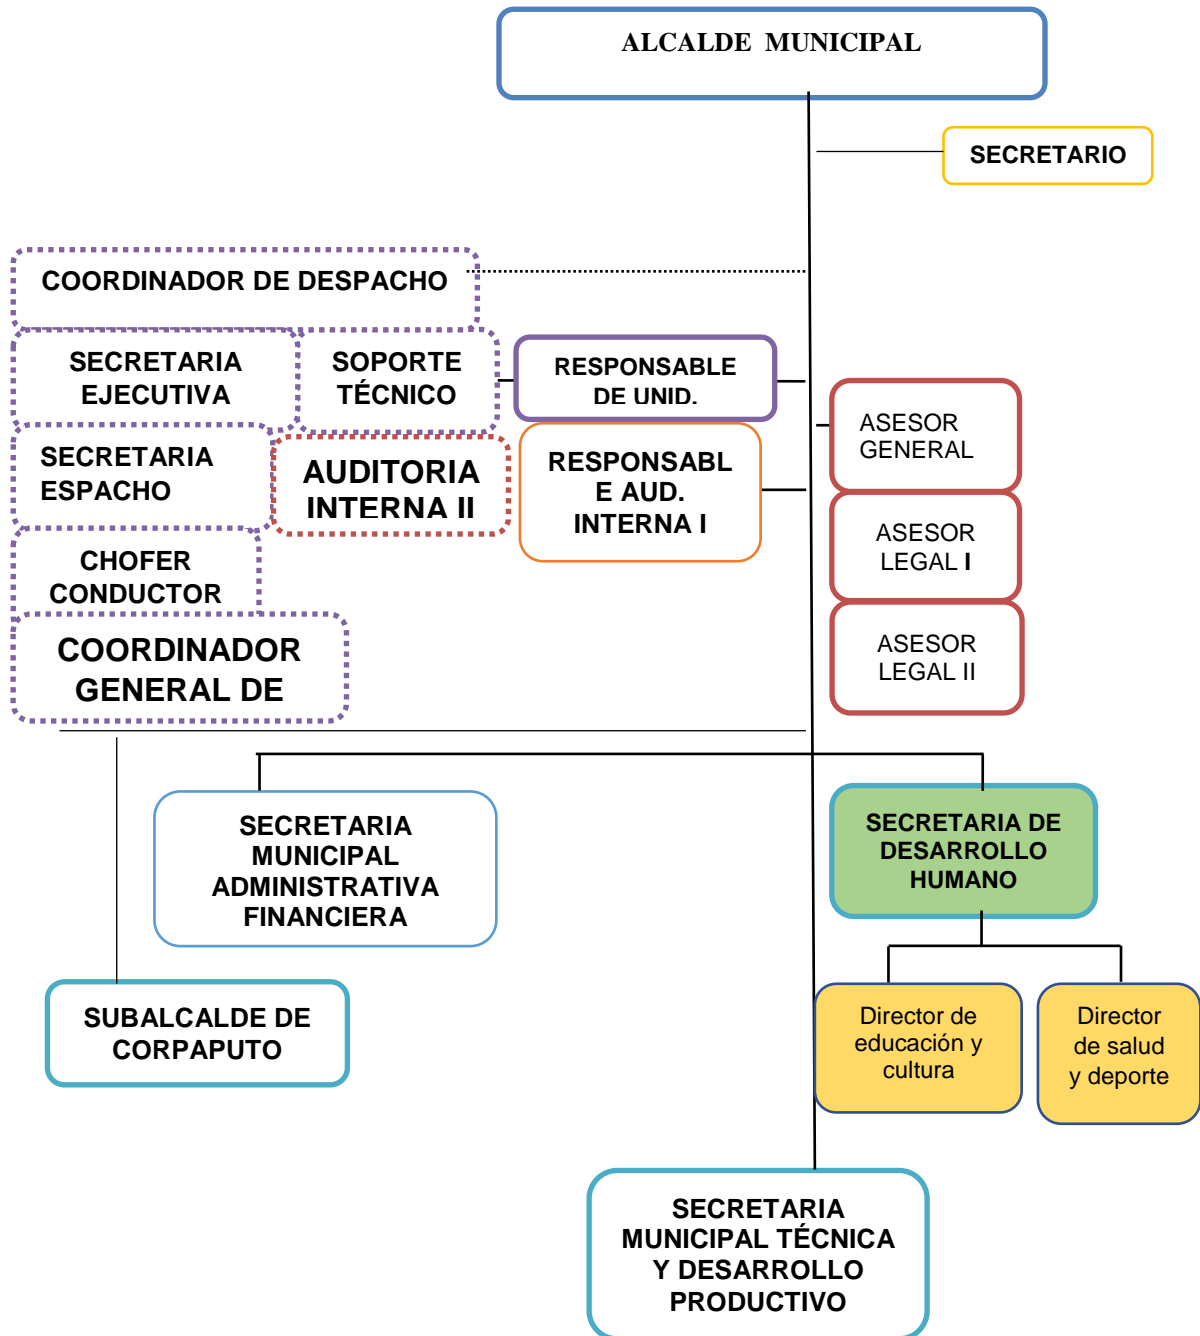 ALCALDE MUNICIPAL
SECRETARIO
COORDINADOR DE DESPACHO
SECRETARIA
EJECUTIVA
SOPORTE
TÉCNICO
RESPONSABLE
DE UNID.
ASESOR
GENERAL
SECRETARIA
ESPACHO
AUDITORIA
INTERNA II
RESPONSABL
E AUD.
INTERNA I
ASESOR
LEGAL I
CHOFER
CONDUCTOR
COORDINADOR
GENERAL DE
ASESOR
LEGAL II
SECRETARIA
MUNICIPAL
ADMINISTRATIVA
FINANCIERA
SECRETARIA DE
DESARROLLO
HUMANO
SUBALCALDE DE
CORPAPUTO
Director de
educación y
cultura
Director
de salud
y deporte
SECRETARIA
MUNICIPAL TÉCNICA
Y DESARROLLO
PRODUCTIVO